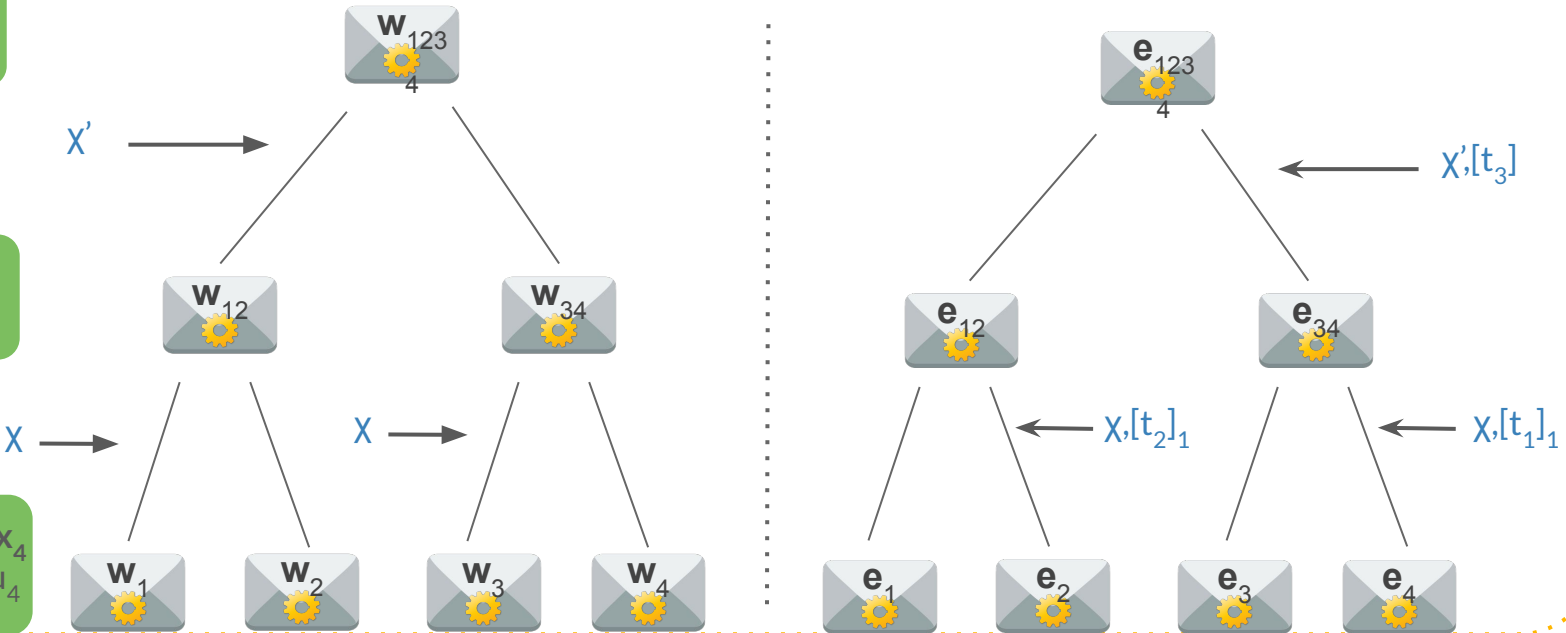 w₁₂₃₄
e₁₂₃₄
χ’
χ’,[t₃]
w₁₂
w₃₄
e₁₂
e₃₄
χ
χ
χ,[t₂]₁
χ,[t₁]₁
x₄
w₁
w₂
w₃
w₄
e₁
e₂
e₃
e₄